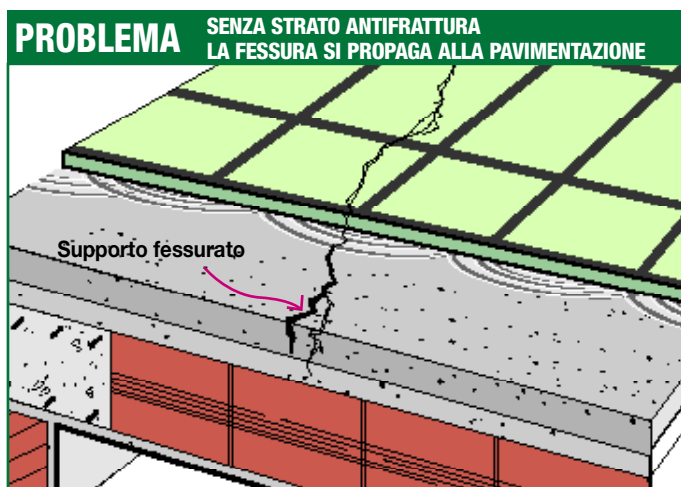 PROBLEMA
SENZA STRATO ANTIFRATTURA
LA FESSURA SI PROPAGA ALLA PAVIMENTAZIONE
Supporto fessurato